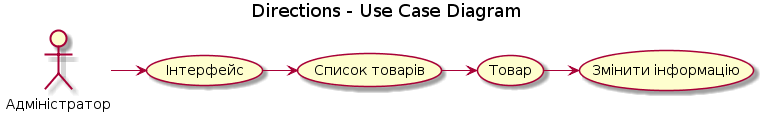 Directions - Use Case Diagram
Адміністратор
Інтерфейс
Список товарів
Товар
Змінити інформацію